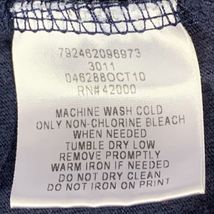 792462096973
3011
046288OCT10
RN#42000
MACHINE WASH COLD
ONLY NON-CHLORINE BLEACH
WHEN NEEDED
TUMBLE DRY LOW
REMOVE PROMPTLY
WARM IRON IF NEEDED
DO NOT DRY CLEAN
DO NOT IRON ON PRINT